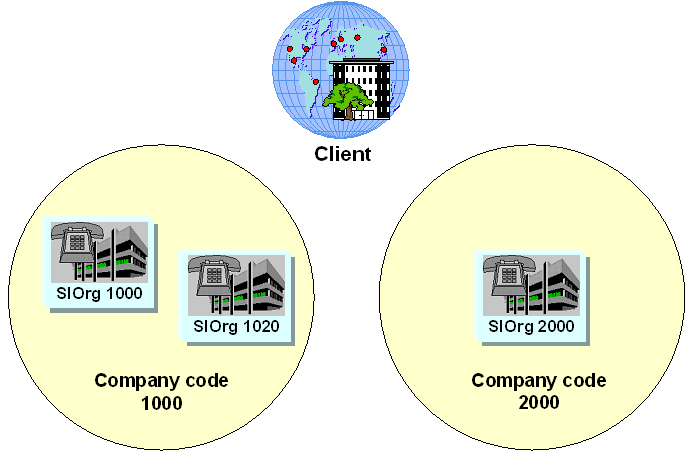 Client
SlOrg 1000
SlOrg 1020
Company code
1000
SlOrg 2000
Company code
2000